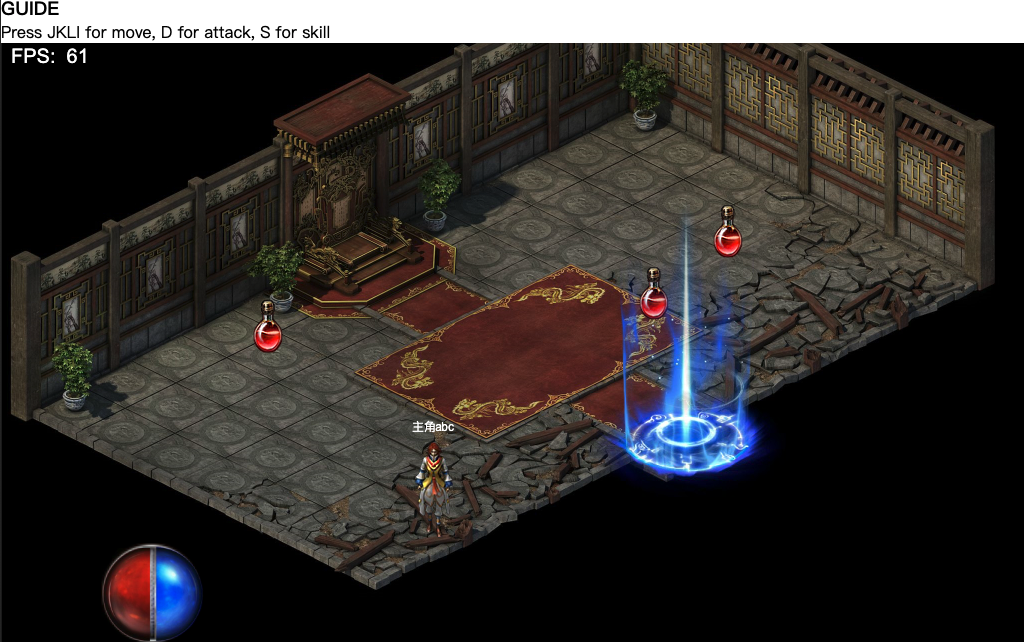 GUIDE
Press JKLI for move, D for attack, S for skill
FPS: 61
主角abc